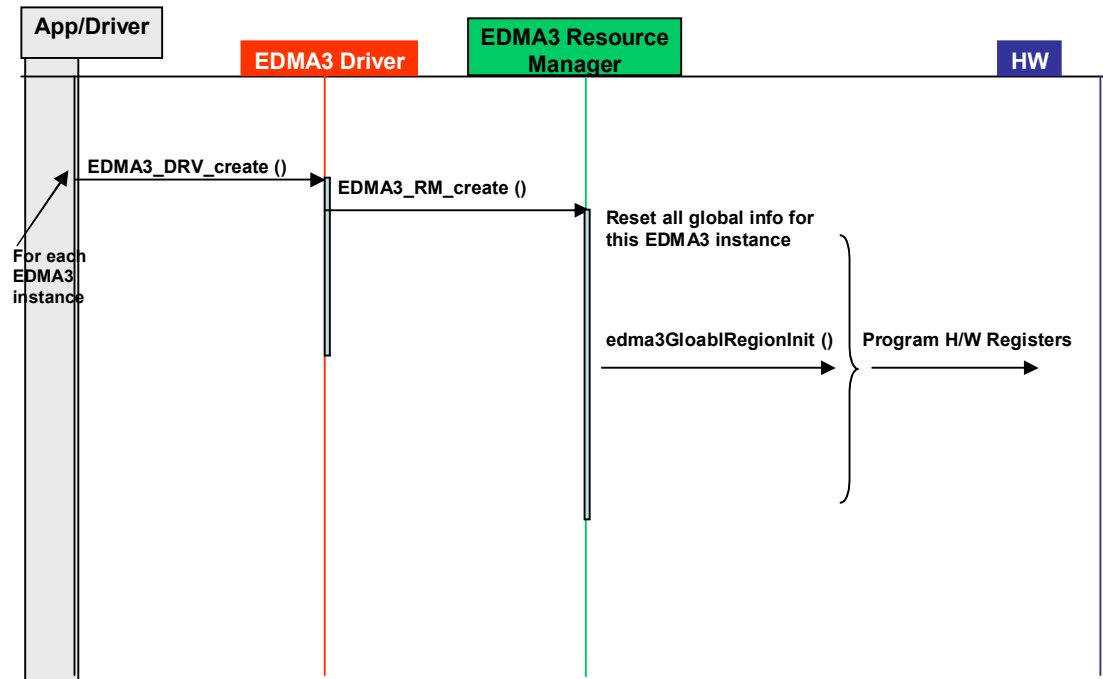 App/Driver
EDMA3 Driver
EDMA3 Resource
Manager
HW
EDMA3_DRV_create ()
EDMA3_RM_create ()
Reset all global info for
this EDMA3 instance
For each
EDMA3
instance
edma3GloablRegionInit ()
Program H/W Registers